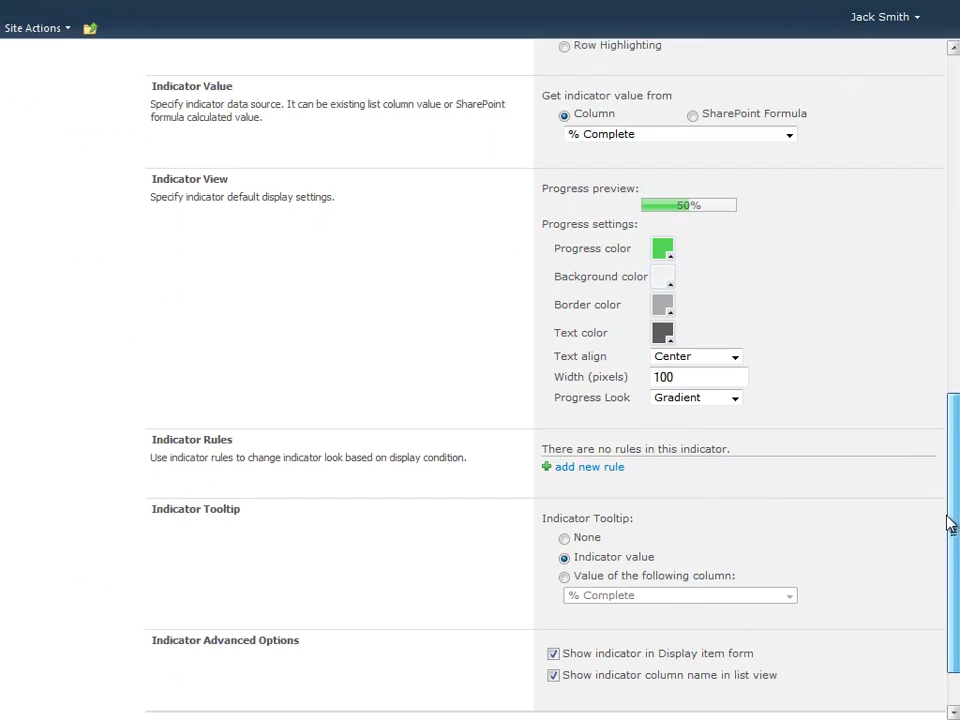 Jack Smith
Site Actions
Row Highlighting
Indicator Value
Specify indicator data source. It can be existing list column value or SharePoint
formula calculated value.
Get indicator value from
Column
SharePoint Formula
% Complete
Indicator View
Specify indicator default display settings.
Progress preview:
50%
Progress settings:
Progress color
Background color
Border color
Text color
Text align
Center
Width (pixels)
100
Progress Look
Gradient
Indicator Rules
Use indicator rules to change indicator look based on display condition.
There are no rules in this indicator.
add new rule
Indicator Tooltip
Indicator Tooltip:
None
Indicator value
Value of the following column:
% Complete
Indicator Advanced Options
Show indicator in Display item form
Show indicator column name in list view